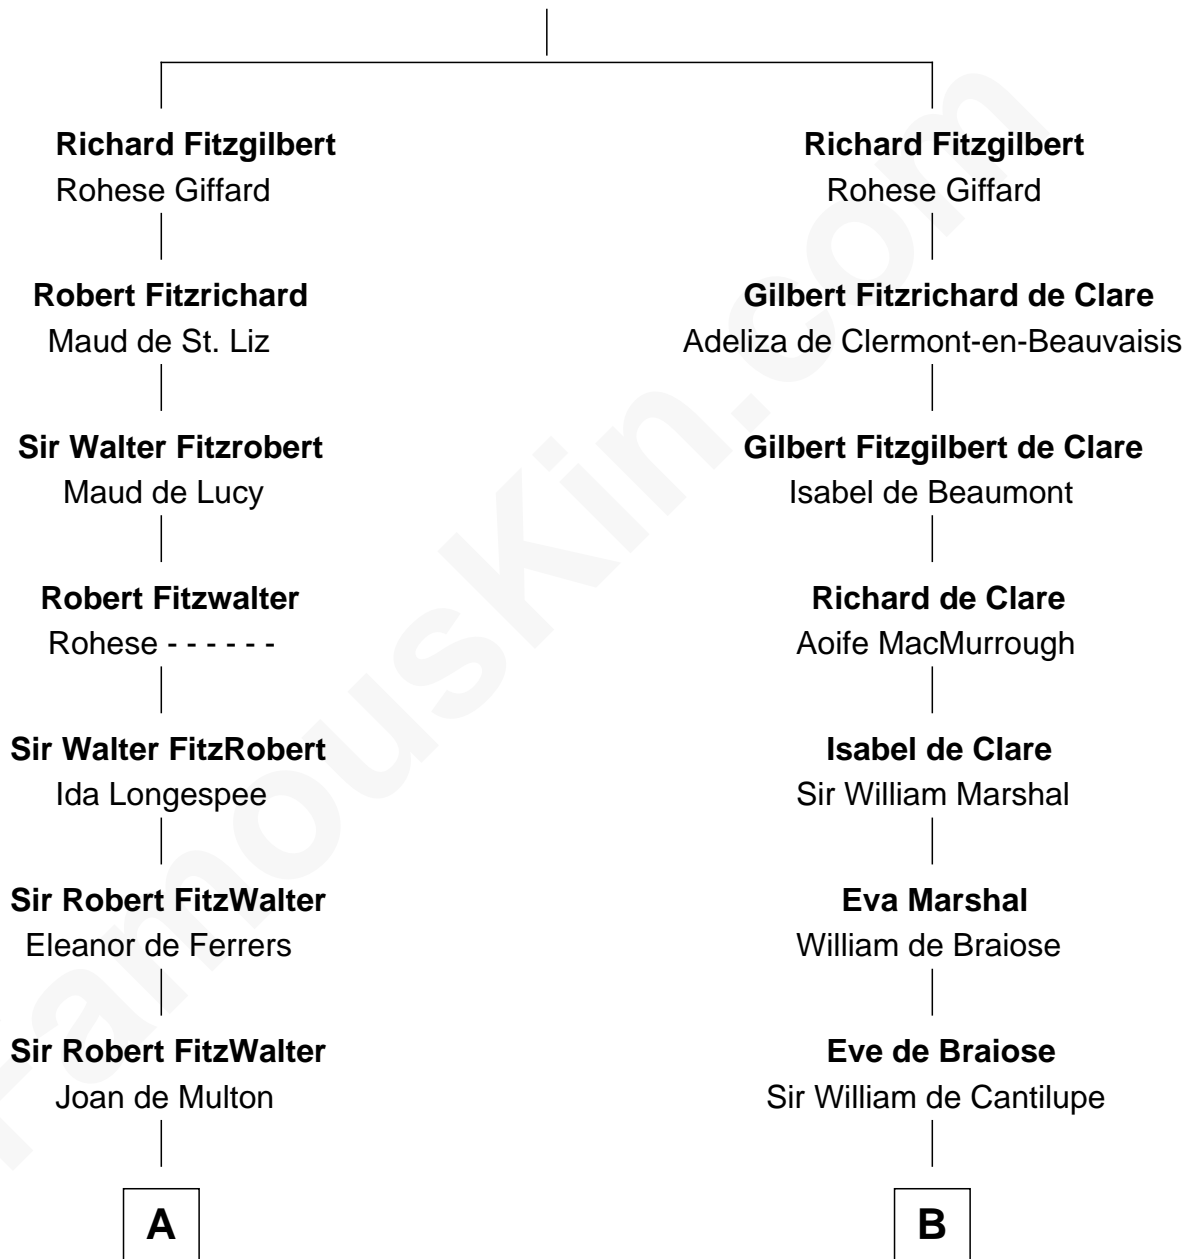 Richard Fitzgilbert
Rohese Giffard
Robert Fitzrichard
Maud de St. Liz
Sir Walter Fitzrobert
Maud de Lucy
Robert Fitzwalter
Rohese - - - - - -
Sir Walter FitzRobert
Ida Longespee
Sir Robert FitzWalter
Eleanor de Ferrers
Sir Robert FitzWalter
Joan de Multon
A
Richard Fitzgilbert
Rohese Giffard
Gilbert Fitzrichard de Clare
Adeliza de Clermont-en-Beauvaisis
Gilbert Fitzgilbert de Clare
Isabel de Beaumont
Richard de Clare
Aoife MacMurrough
Isabel de Clare
Sir William Marshal
Eva Marshal
William de Braiose
Eve de Braiose
Sir William de Cantilupe
B
FamousKin.com